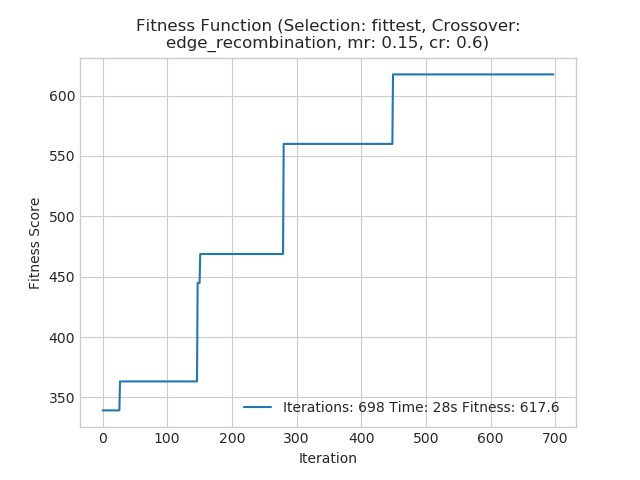 Fitness Function (Selection: fittest, Crossover:
edge_recombination, mr: 0.15, cr: 0.6)
Fitness Score
600
550
500
450
400
350
Iterations: 698 Time: 28s Fitness: 617.6
0 100 200 300 400 500 600 700
Iteration